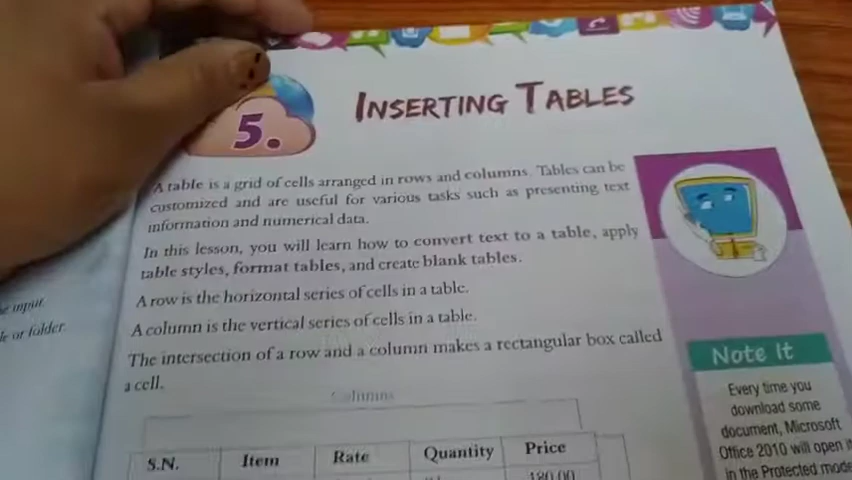 5.
INSERTING TABLES
A table is a grid of cells arranged in rows and columns. Tables can be
customized and are useful for various tasks such as presenting text
information and numerical data.
In this lesson, you will learn how to convert text to a table, apply
table styles, format tables, and create blank tables.
A row is the horizontal series of cells in a table.
A column is the vertical series of cells in a table.
The intersection of a row and a column makes a rectangular box called
a cell.
Columns
S.N. Item Rate Quantity Price
180.00
Note It
Every time you
download some
document, Microsoft
Office 2010 will open it
in the Protected mode
input.
or folder.